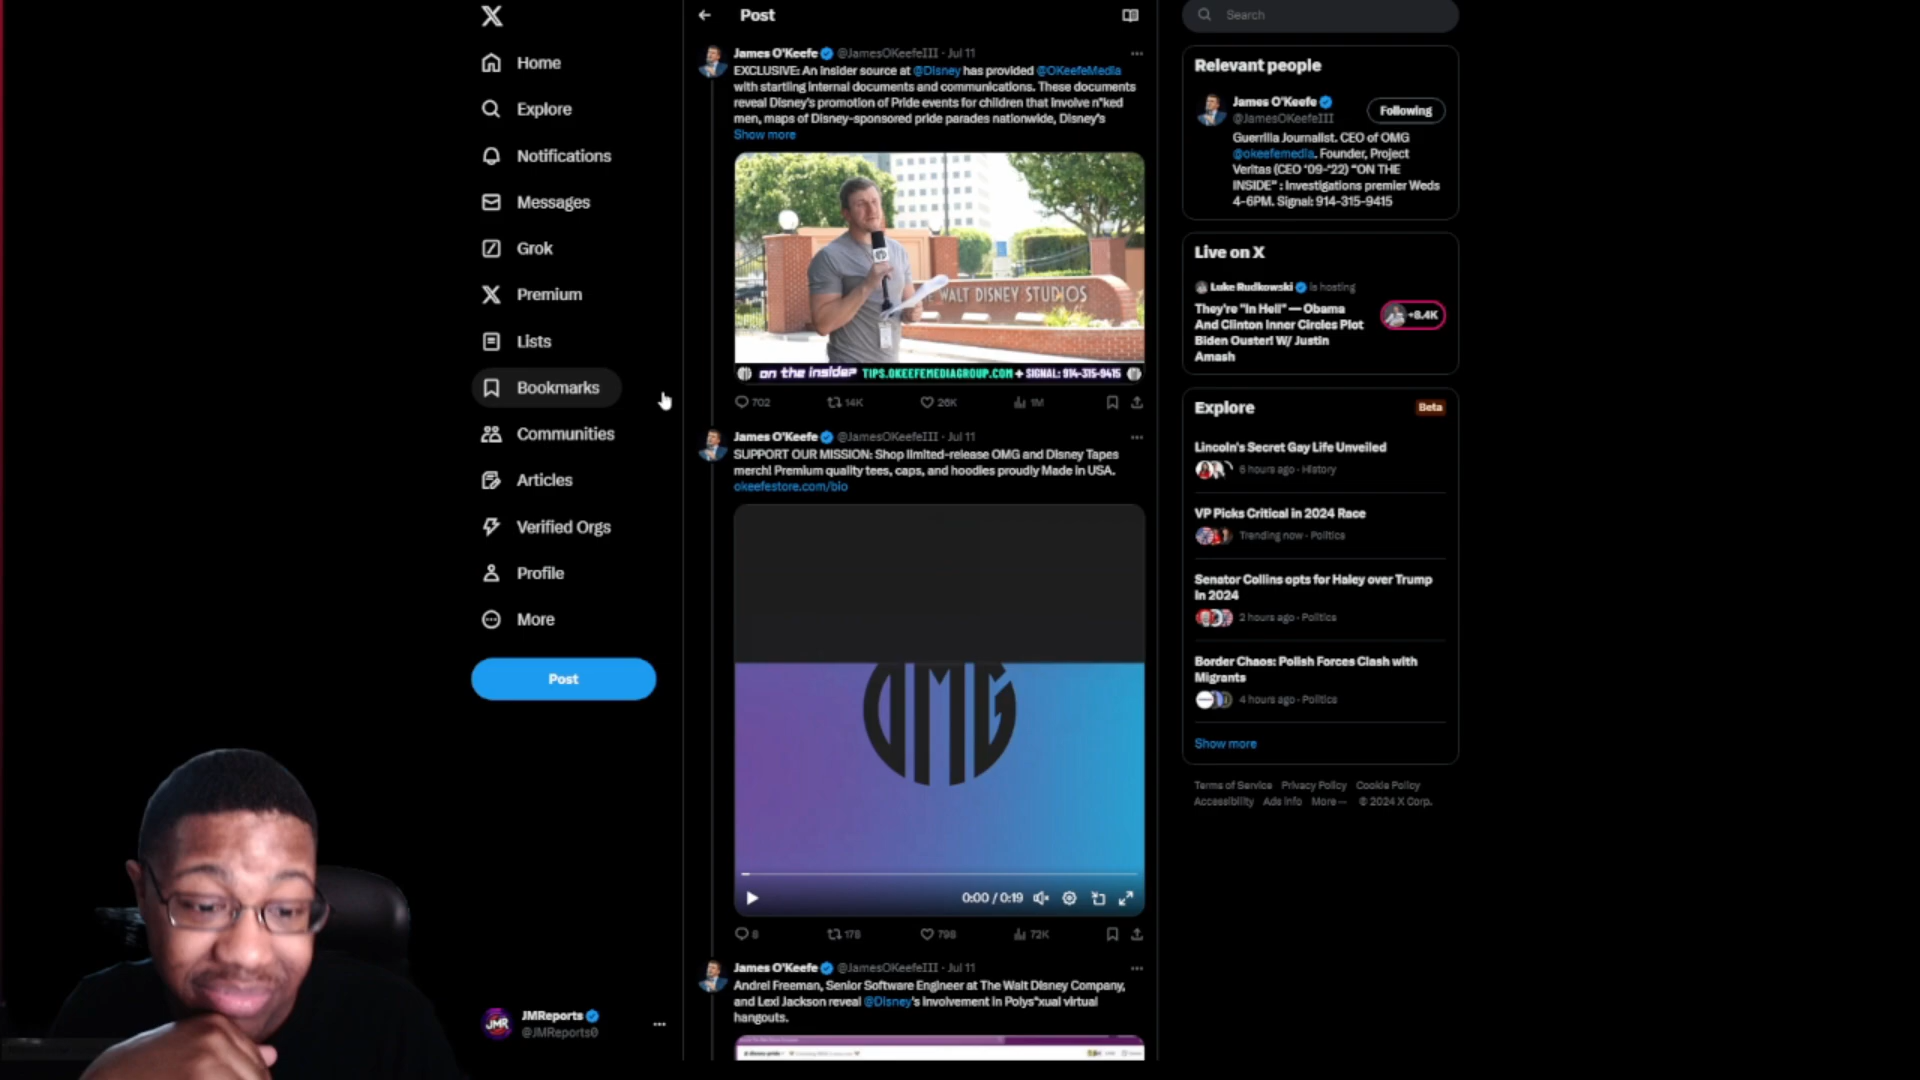 Home
Explore
Notifications
Messages
Grok
Premium
Lists
Bookmarks
Communities
Articles
Verified Orgs
Profile
More
Post
JMR
JMReports
@JMReports0
Post
James O'Keefe @JamesOKeefeIII · Jul 11
EXCLUSIVE: An insider source at @Disney has provided @OKeefeMedia
with startling internal documents and communications. These documents
reveal Disney's promotion of Pride events for children that involve n*ked
men, maps of Disney-sponsored pride parades nationwide, Disney's
Show more
WALT DISNEY STUDIOS
on the inside? TIPS.OKEEFEMEDIAGROUP.COM + SIGNAL: 914-315-9415
702 14K 26K 1M
James O'Keefe @JamesOKeefeIII · Jul 11
SUPPORT OUR MISSION: Shop limited-release OMG and Disney Tapes
merch! Premium quality tees, caps, and hoodies proudly Made in USA.
okeefestore.com/bio
OMG
0:00 / 0:19
8 178 798 72K
James O'Keefe @JamesOKeefeIII · Jul 11
Andrei Freeman, Senior Software Engineer at The Walt Disney Company,
and Lexi Jackson reveal @Disney's involvement in Polys*xual virtual
hangouts.
Search
Relevant people
James O'Keefe
@JamesOKeefeIII
Following
Guerrilla Journalist. CEO of OMG
@okeefemedia. Founder, Project
Veritas (CEO '09-'22) "ON THE
INSIDE" : Investigations premier Weds
4-6PM. Signal: 914-315-9415
Live on X
Luke Rudkowski is hosting
They're "In Hell" — Obama
And Clinton Inner Circles Plot
Biden Ouster! W/ Justin
Amash
+8.4K
Explore
Beta
Lincoln's Secret Gay Life Unveiled
6 hours ago · History
VP Picks Critical in 2024 Race
Trending now · Politics
Senator Collins opts for Haley over Trump
in 2024
2 hours ago · Politics
Border Chaos: Polish Forces Clash with
Migrants
4 hours ago · Politics
Show more
Terms of Service Privacy Policy Cookie Policy
Accessibility Ads info More ··· © 2024 X Corp.